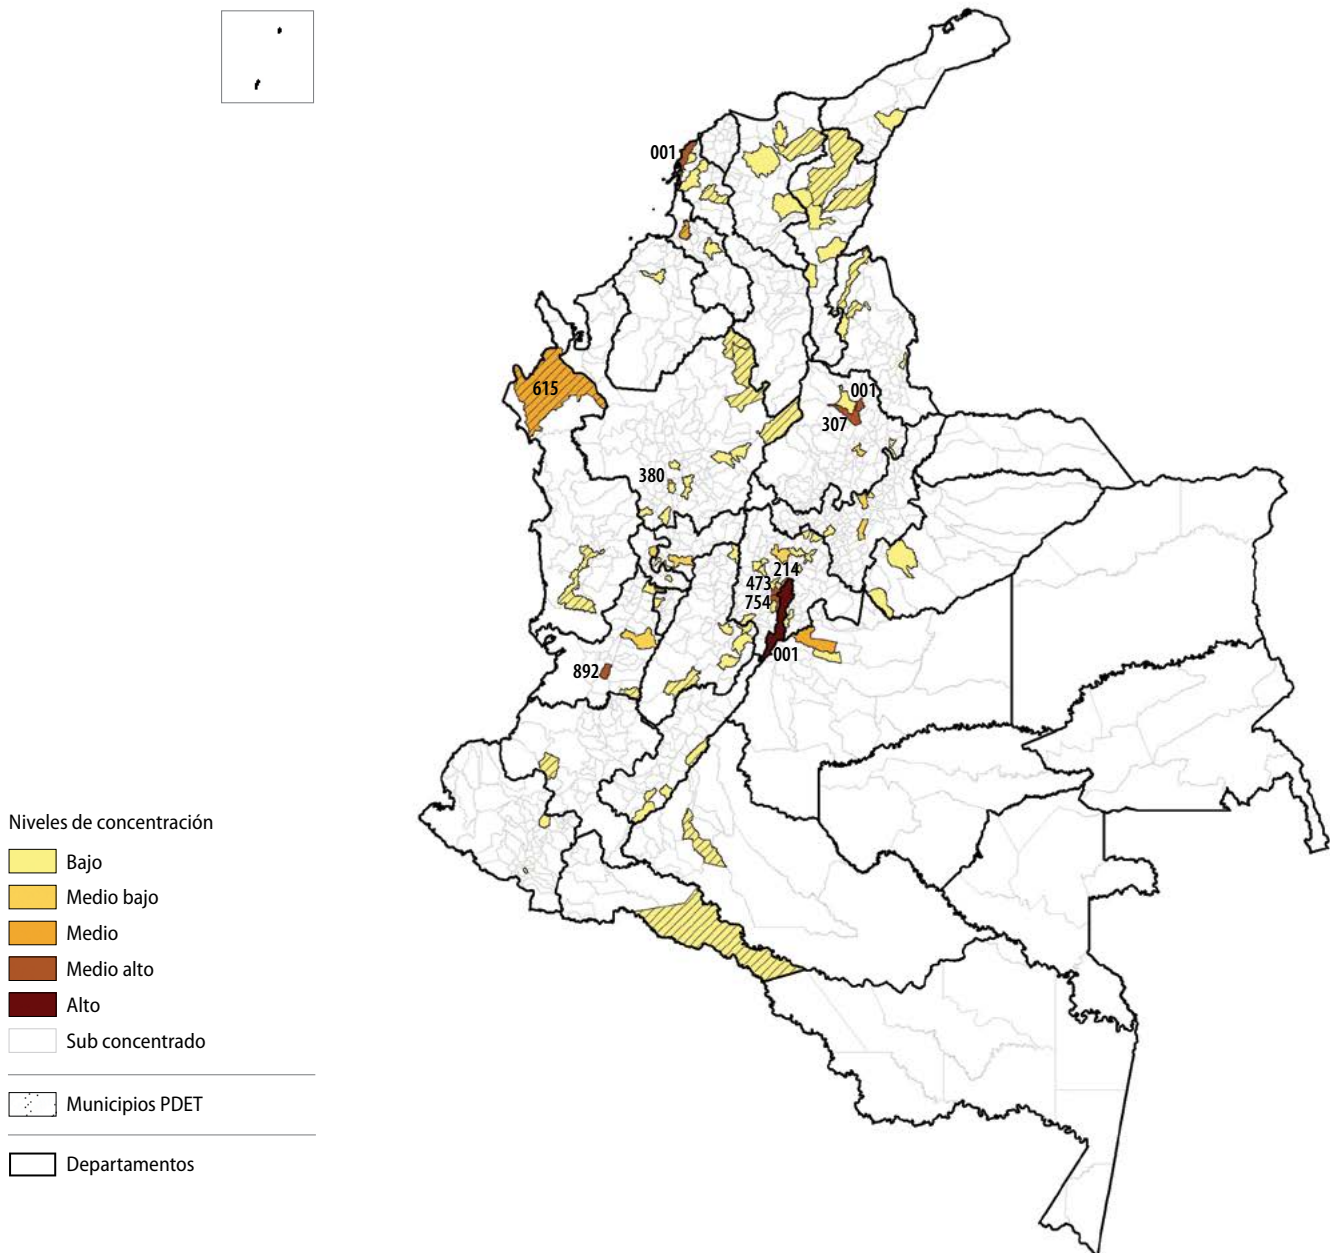 001
615
001
307
380
214
473
754
001
892
Niveles de concentración
Bajo
Medio bajo
Medio
Medio alto
Alto
Sub concentrado
Municipios PDET
Departamentos